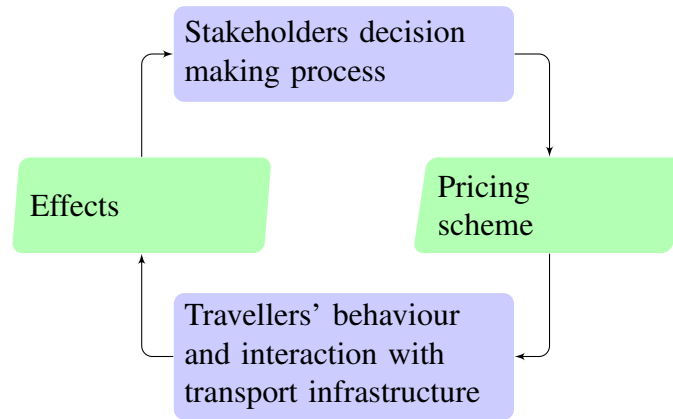 Stakeholders decision
making process
Effects
Pricing
scheme
Travellers’ behaviour
and interaction with
transport infrastructure